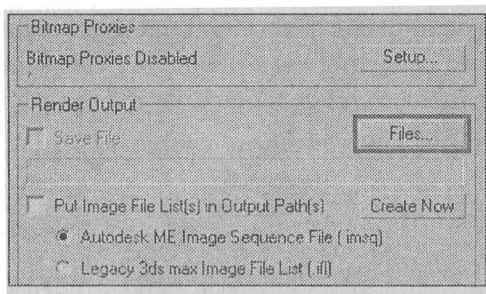 Bitmap Proxies
Bitmap Proxies Disabled
Setup...
Render Output
Save File
Files...
Put Image File List(s) in Output Path(s)
Create Now
Autodesk ME Image Sequence File (.imsq)
Legacy 3ds max Image File List (.ifl)